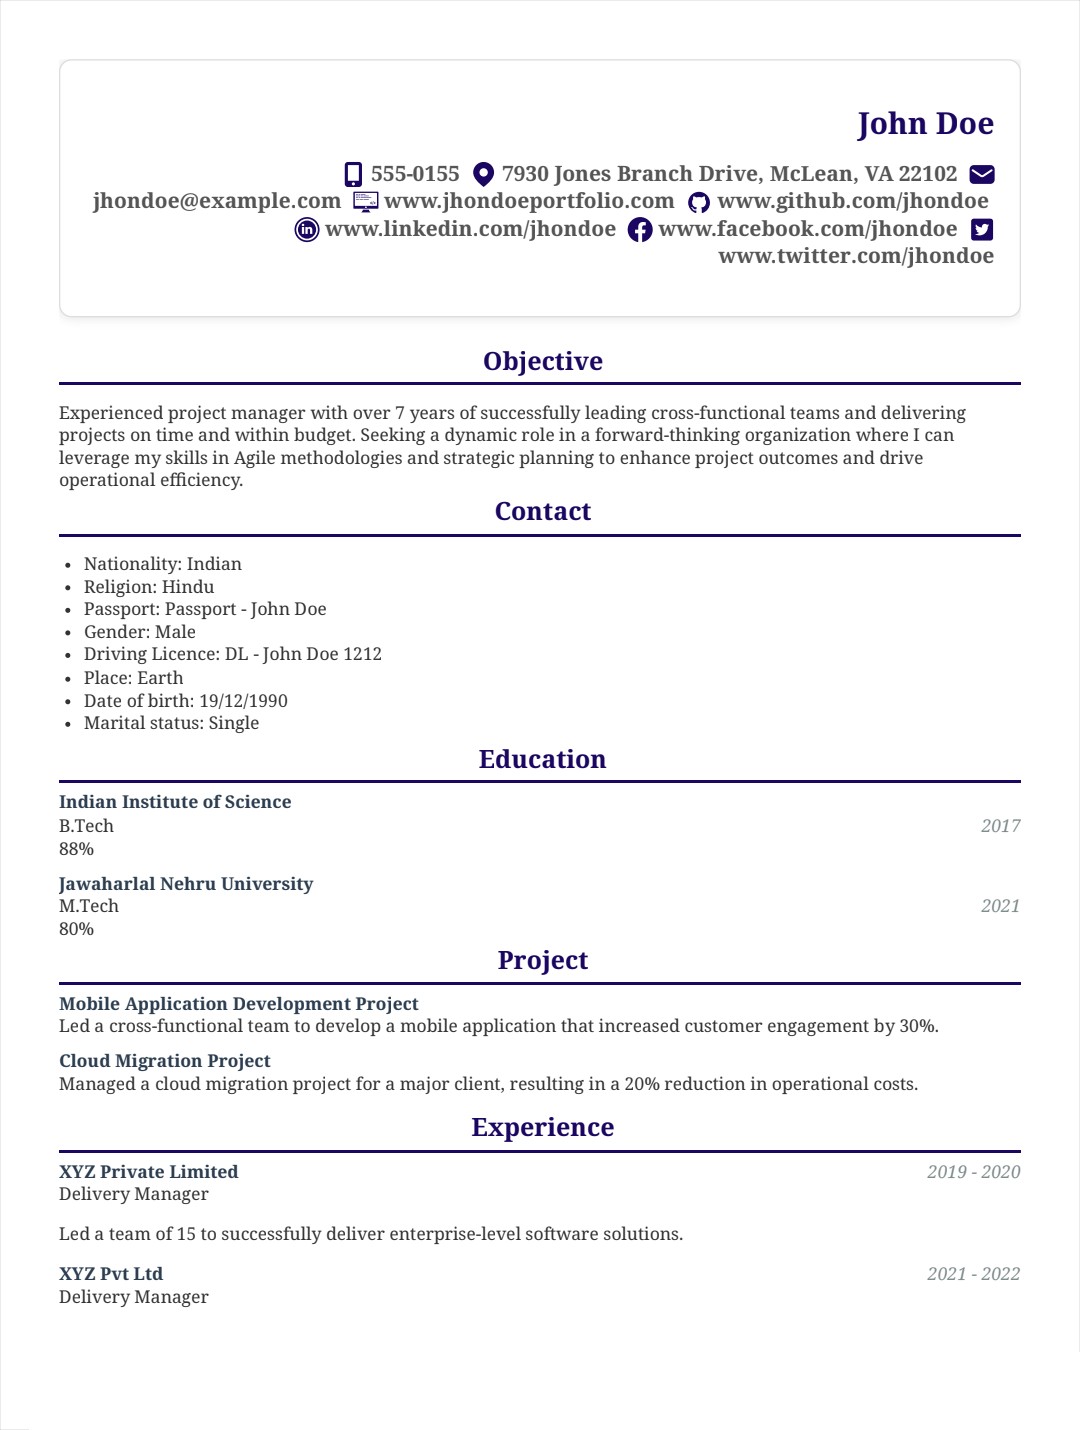 John Doe
555-0155 7930 Jones Branch Drive, McLean, VA 22102
jhondoe@example.com www.jhondoeportfolio.com www.github.com/jhondoe
www.linkedin.com/jhondoe www.facebook.com/jhondoe
www.twitter.com/jhondoe
Objective
Experienced project manager with over 7 years of successfully leading cross-functional teams and delivering
projects on time and within budget. Seeking a dynamic role in a forward-thinking organization where I can
leverage my skills in Agile methodologies and strategic planning to enhance project outcomes and drive
operational efficiency.
Contact
• Nationality: Indian
• Religion: Hindu
• Passport: Passport - John Doe
• Gender: Male
• Driving Licence: DL - John Doe 1212
• Place: Earth
• Date of birth: 19/12/1990
• Marital status: Single
Education
Indian Institute of Science
B.Tech 2017
88%
Jawaharlal Nehru University
M.Tech 2021
80%
Project
Mobile Application Development Project
Led a cross-functional team to develop a mobile application that increased customer engagement by 30%.
Cloud Migration Project
Managed a cloud migration project for a major client, resulting in a 20% reduction in operational costs.
Experience
XYZ Private Limited 2019 - 2020
Delivery Manager
Led a team of 15 to successfully deliver enterprise-level software solutions.
XYZ Pvt Ltd 2021 - 2022
Delivery Manager